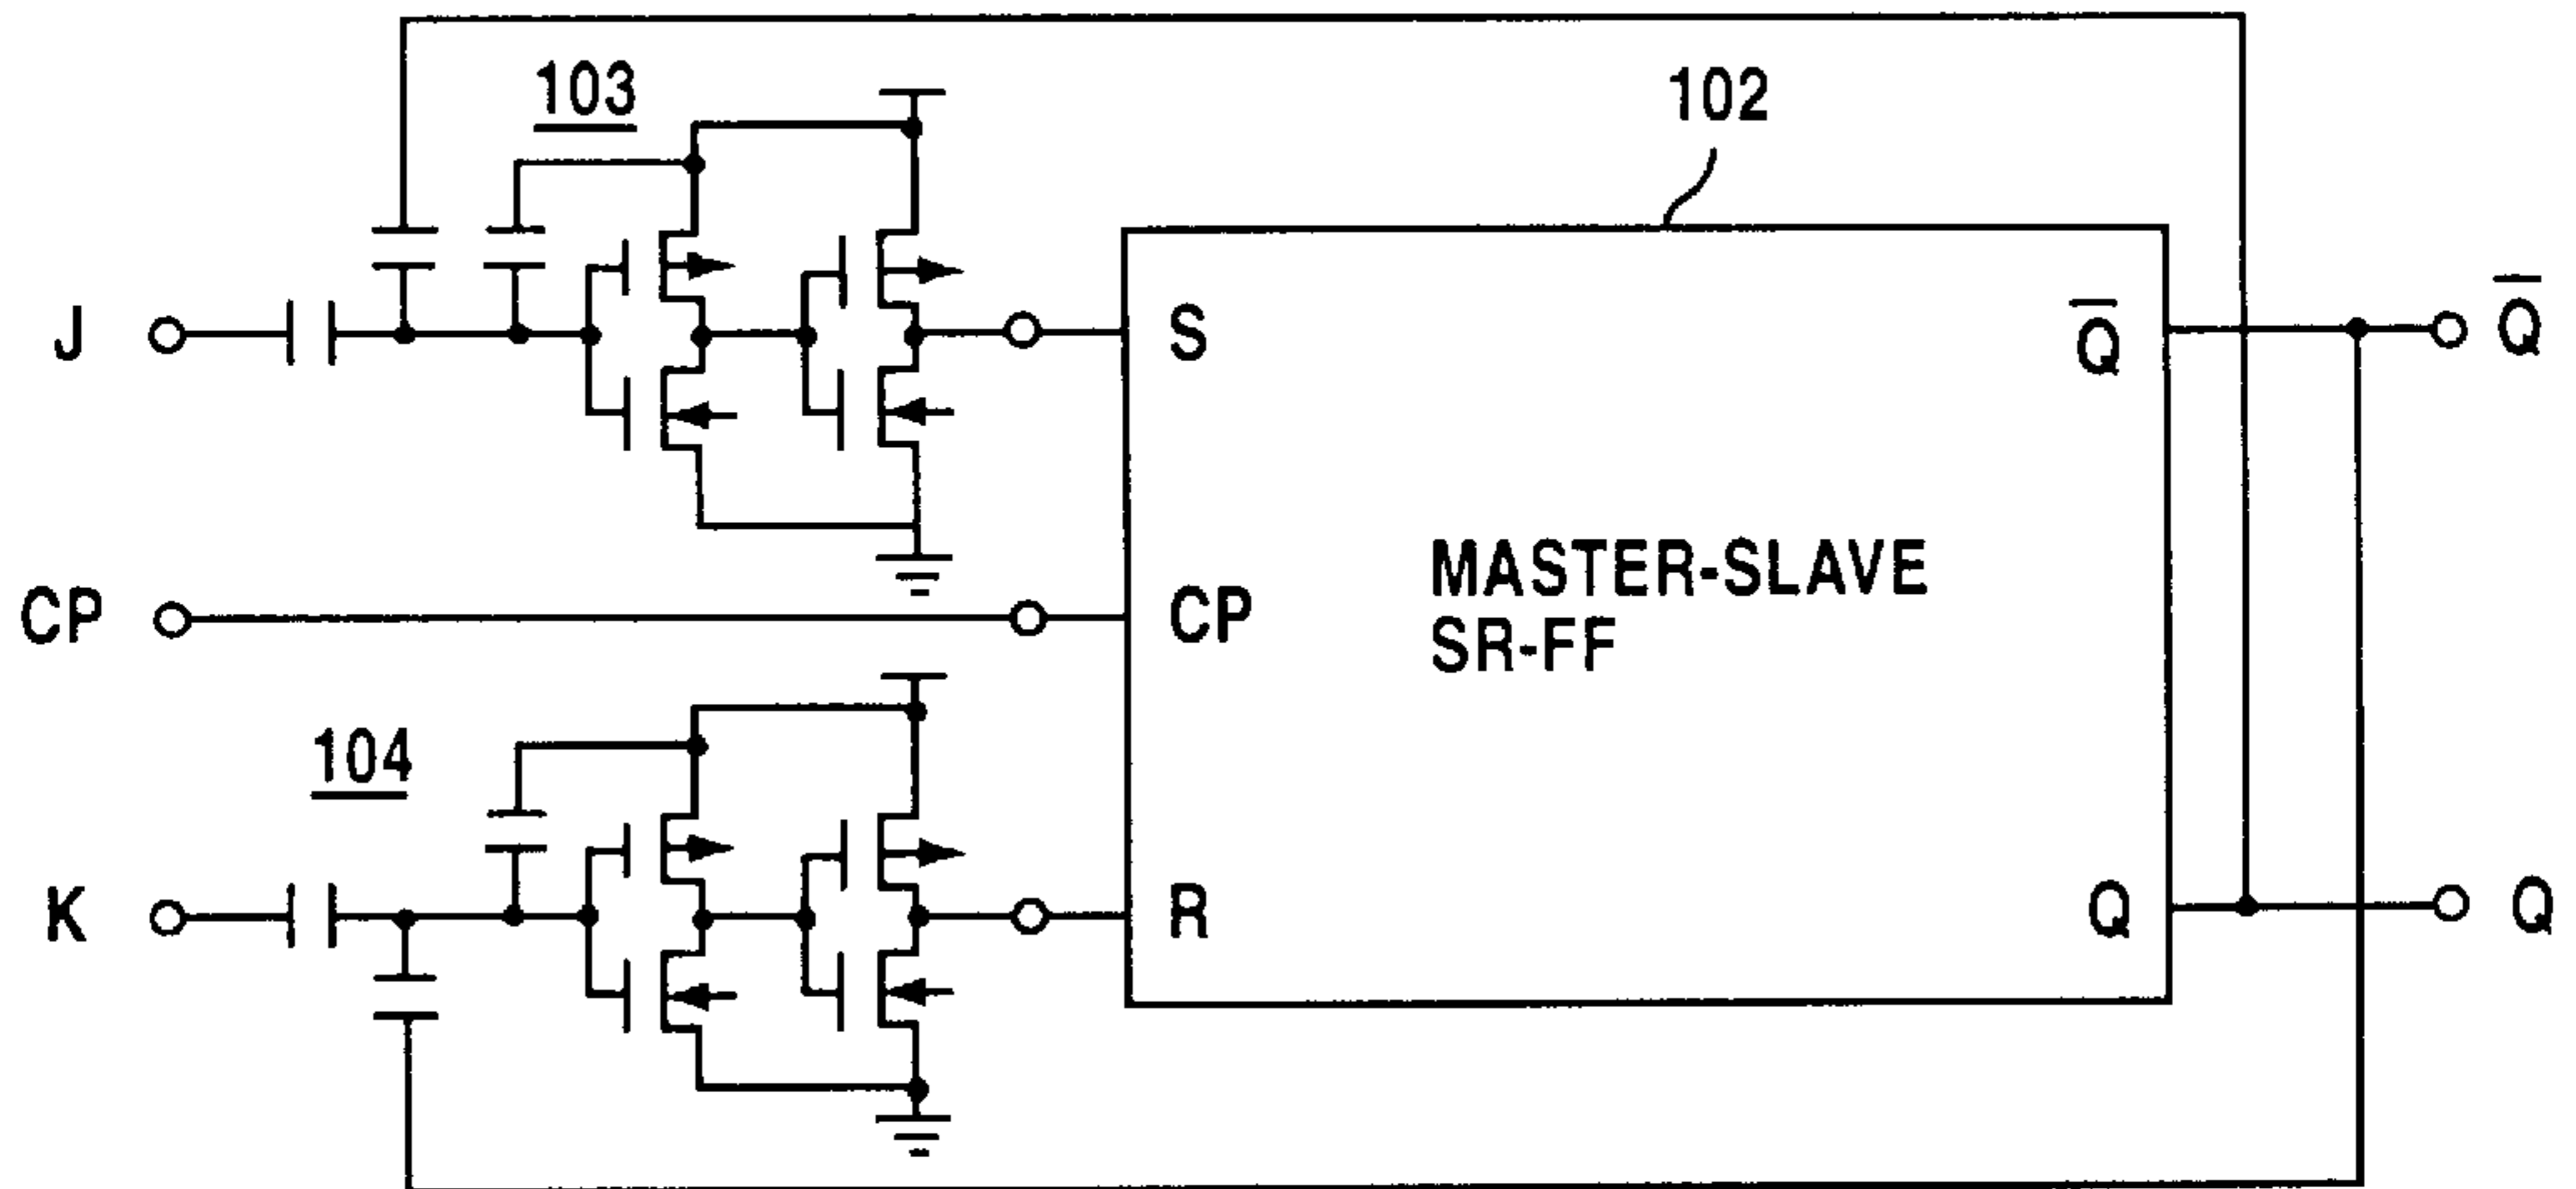 103
102
J
S
Q̅
Q̅
CP
CP
MASTER-SLAVE
SR-FF
104
K
R
Q
Q